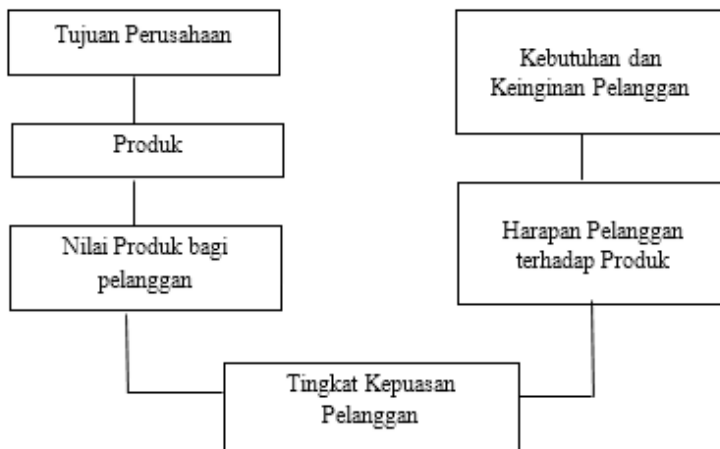 Tujuan Perusahaan
Produk
Nilai Produk bagi
pelanggan
Kebutuhan dan
Keinginan Pelanggan
Harapan Pelanggan
terhadap Produk
Tingkat Kepuasan
Pelanggan